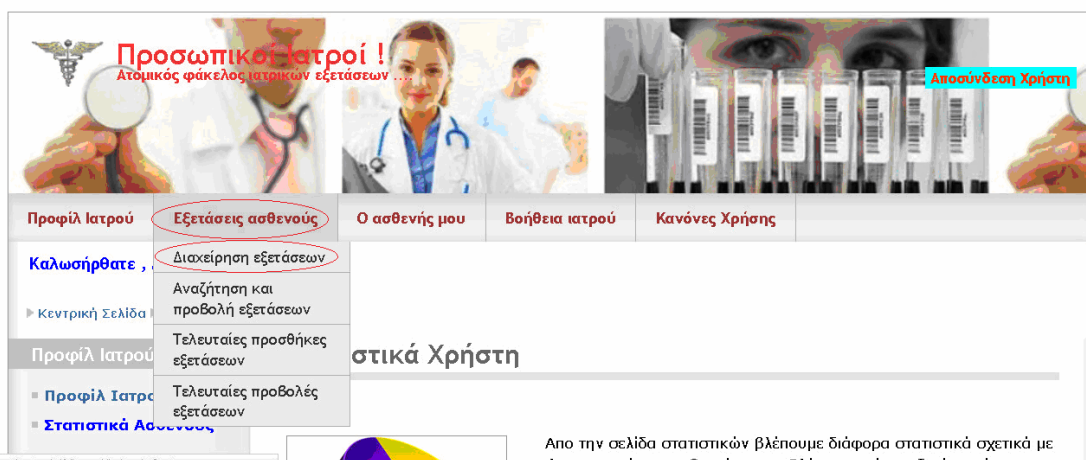 Προσωπικοί Ιατροί !
Ατομικός φάκελος ιατρικών εξετάσεων ....
Αποσύνδεση Χρήστη
Προφίλ Ιατρού
Εξετάσεις ασθενούς
Ο ασθενής μου
Βοήθεια ιατρού
Κανόνες Χρήσης
Διαχείρηση εξετάσεων
Αναζήτηση και
προβολή εξετάσεων
Τελευταίες προσθήκες
εξετάσεων
Τελευταίες προβολές
εξετάσεων
Καλωσήρθατε ,
Κεντρική Σελίδα
Προφίλ Ιατρού
στικά Χρήστη
Προφίλ Ιατρο
Στατιστικά Ασθενούς
Απο την σελίδα στατιστικών βλέπουμε διάφορα στατιστικά σχετικά με